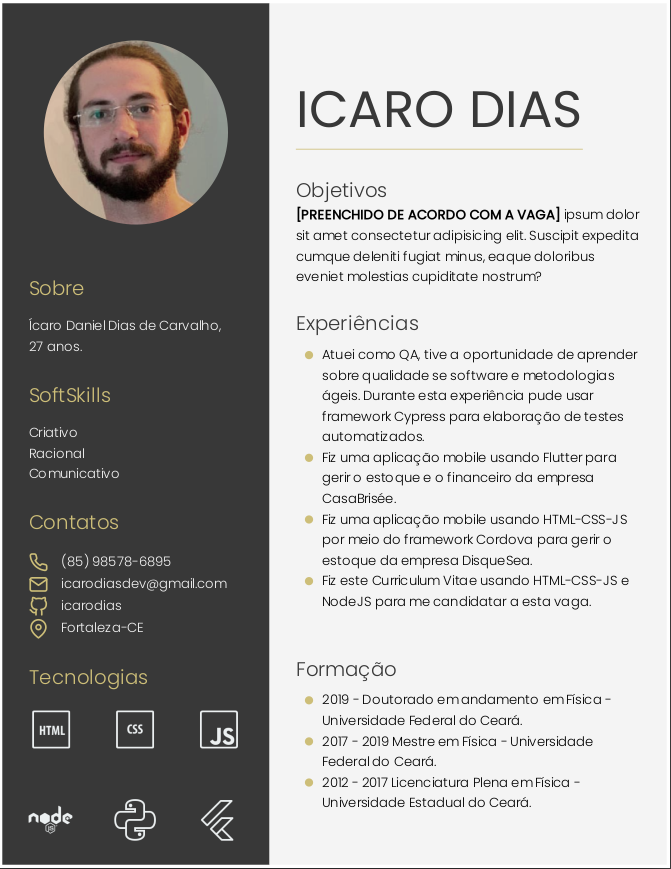 Sobre
Ícaro Daniel Dias de Carvalho,
27 anos.
SoftSkills
Criativo
Racional
Comunicativo
Contatos
(85) 98578-6895
icarodiasdev@gmail.com
icarodias
Fortaleza-CE
Tecnologias
HTML
CSS
JS
node
JS
ICARO DIAS
Objetivos
[PREENCHIDO DE ACORDO COM A VAGA] ipsum dolor
sit amet consectetur adipisicing elit. Suscipit expedita
cumque deleniti fugiat minus, eaque doloribus
eveniet molestias cupiditate nostrum?
Experiências
Atuei como QA, tive a oportunidade de aprender
sobre qualidade se software e metodologias
ágeis. Durante esta experiência pude usar
framework Cypress para elaboração de testes
automatizados.
Fiz uma aplicação mobile usando Flutter para
gerir o estoque e o financeiro da empresa
CasaBrisée.
Fiz uma aplicação mobile usando HTML-CSS-JS
por meio do framework Cordova para gerir o
estoque da empresa DisqueSea.
Fiz este Curriculum Vitae usando HTML-CSS-JS e
NodeJS para me candidatar a esta vaga.
Formação
2019 - Doutorado em andamento em Física -
Universidade Federal do Ceará.
2017 - 2019 Mestre em Física - Universidade
Federal do Ceará.
2012 - 2017 Licenciatura Plena em Física -
Universidade Estadual do Ceará.